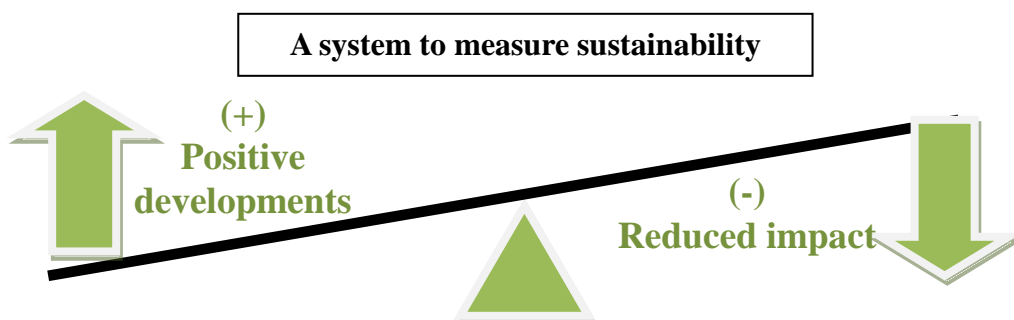 A system to measure sustainability
(+)
Positive
developments
(-)
Reduced impact